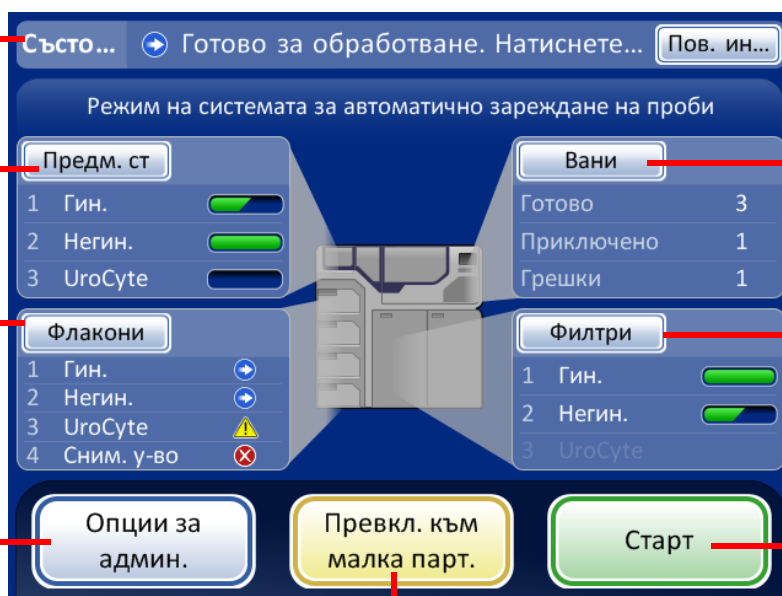 Състо... Готово за обработване. Натиснете... Пов. ин...
Режим на системата за автоматично зареждане на проби
Предм. ст
1 Гин.
2 Негин.
3 UroCyte
Вани
Готово 3
Приключено 1
Грешки 1
Флакони
1 Гин.
2 Негин.
3 UroCyte
4 Сним. у-во
Филтри
1 Гин.
2 Негин.
3 UroCyte
Опции за
админ.
Превкл. към
малка парт.
Старт